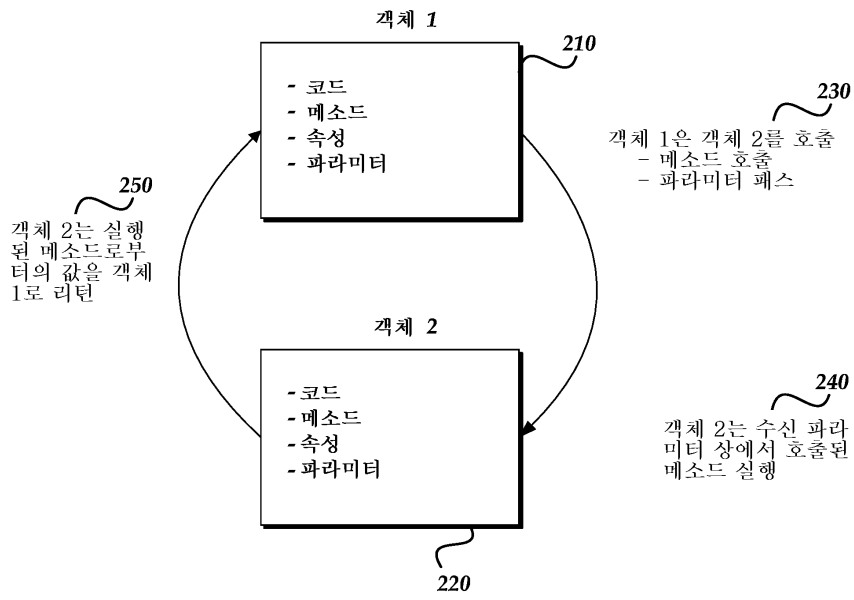 객체 1
210
- 코드
- 메소드
- 속성
- 파라미터
230
객체 1은 객체 2를 호출
- 메소드 호출
- 파라미터 패스
250
객체 2는 실행
된 메소드로부
터의 값을 객체
1로 리턴
객체 2
- 코드
- 메소드
- 속성
- 파라미터
240
객체 2는 수신 파라
미터 상에서 호출된
메소드 실행
220